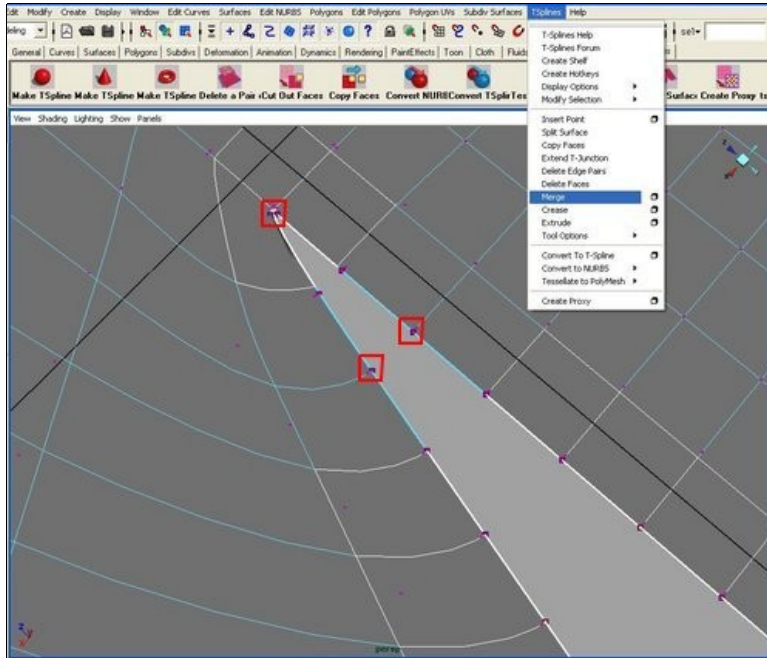 Edit Modify Create Display Window Edit Curves Surfaces Edit NURBS Polygons Edit Polygons Polygon UVs Subdiv Surfaces TSplines Help
sel▾
General Curves Surfaces Polygons Subdivs Deformation Animation Dynamics Rendering PaintEffects Toon Cloth Fluids
Make TSpline Make TSpline Make TSpline Delete a Pair Cut Out Faces Copy Faces Convert NURB Convert TSplin Create Proxy
View Shading Lighting Show Panels
T-Splines Help
T-Splines Forum
Create Shelf
Create Hotkeys
Display Options
Modify Selection
Insert Point
Split Surface
Copy Faces
Extend T-Junction
Delete Edge Pairs
Delete Faces
Merge
Crease
Extrude
Tool Options
Convert To T-Spline
Convert to NURBS
Tessellate to PolyMesh
Create Proxy
z
x
z
y
x
persp